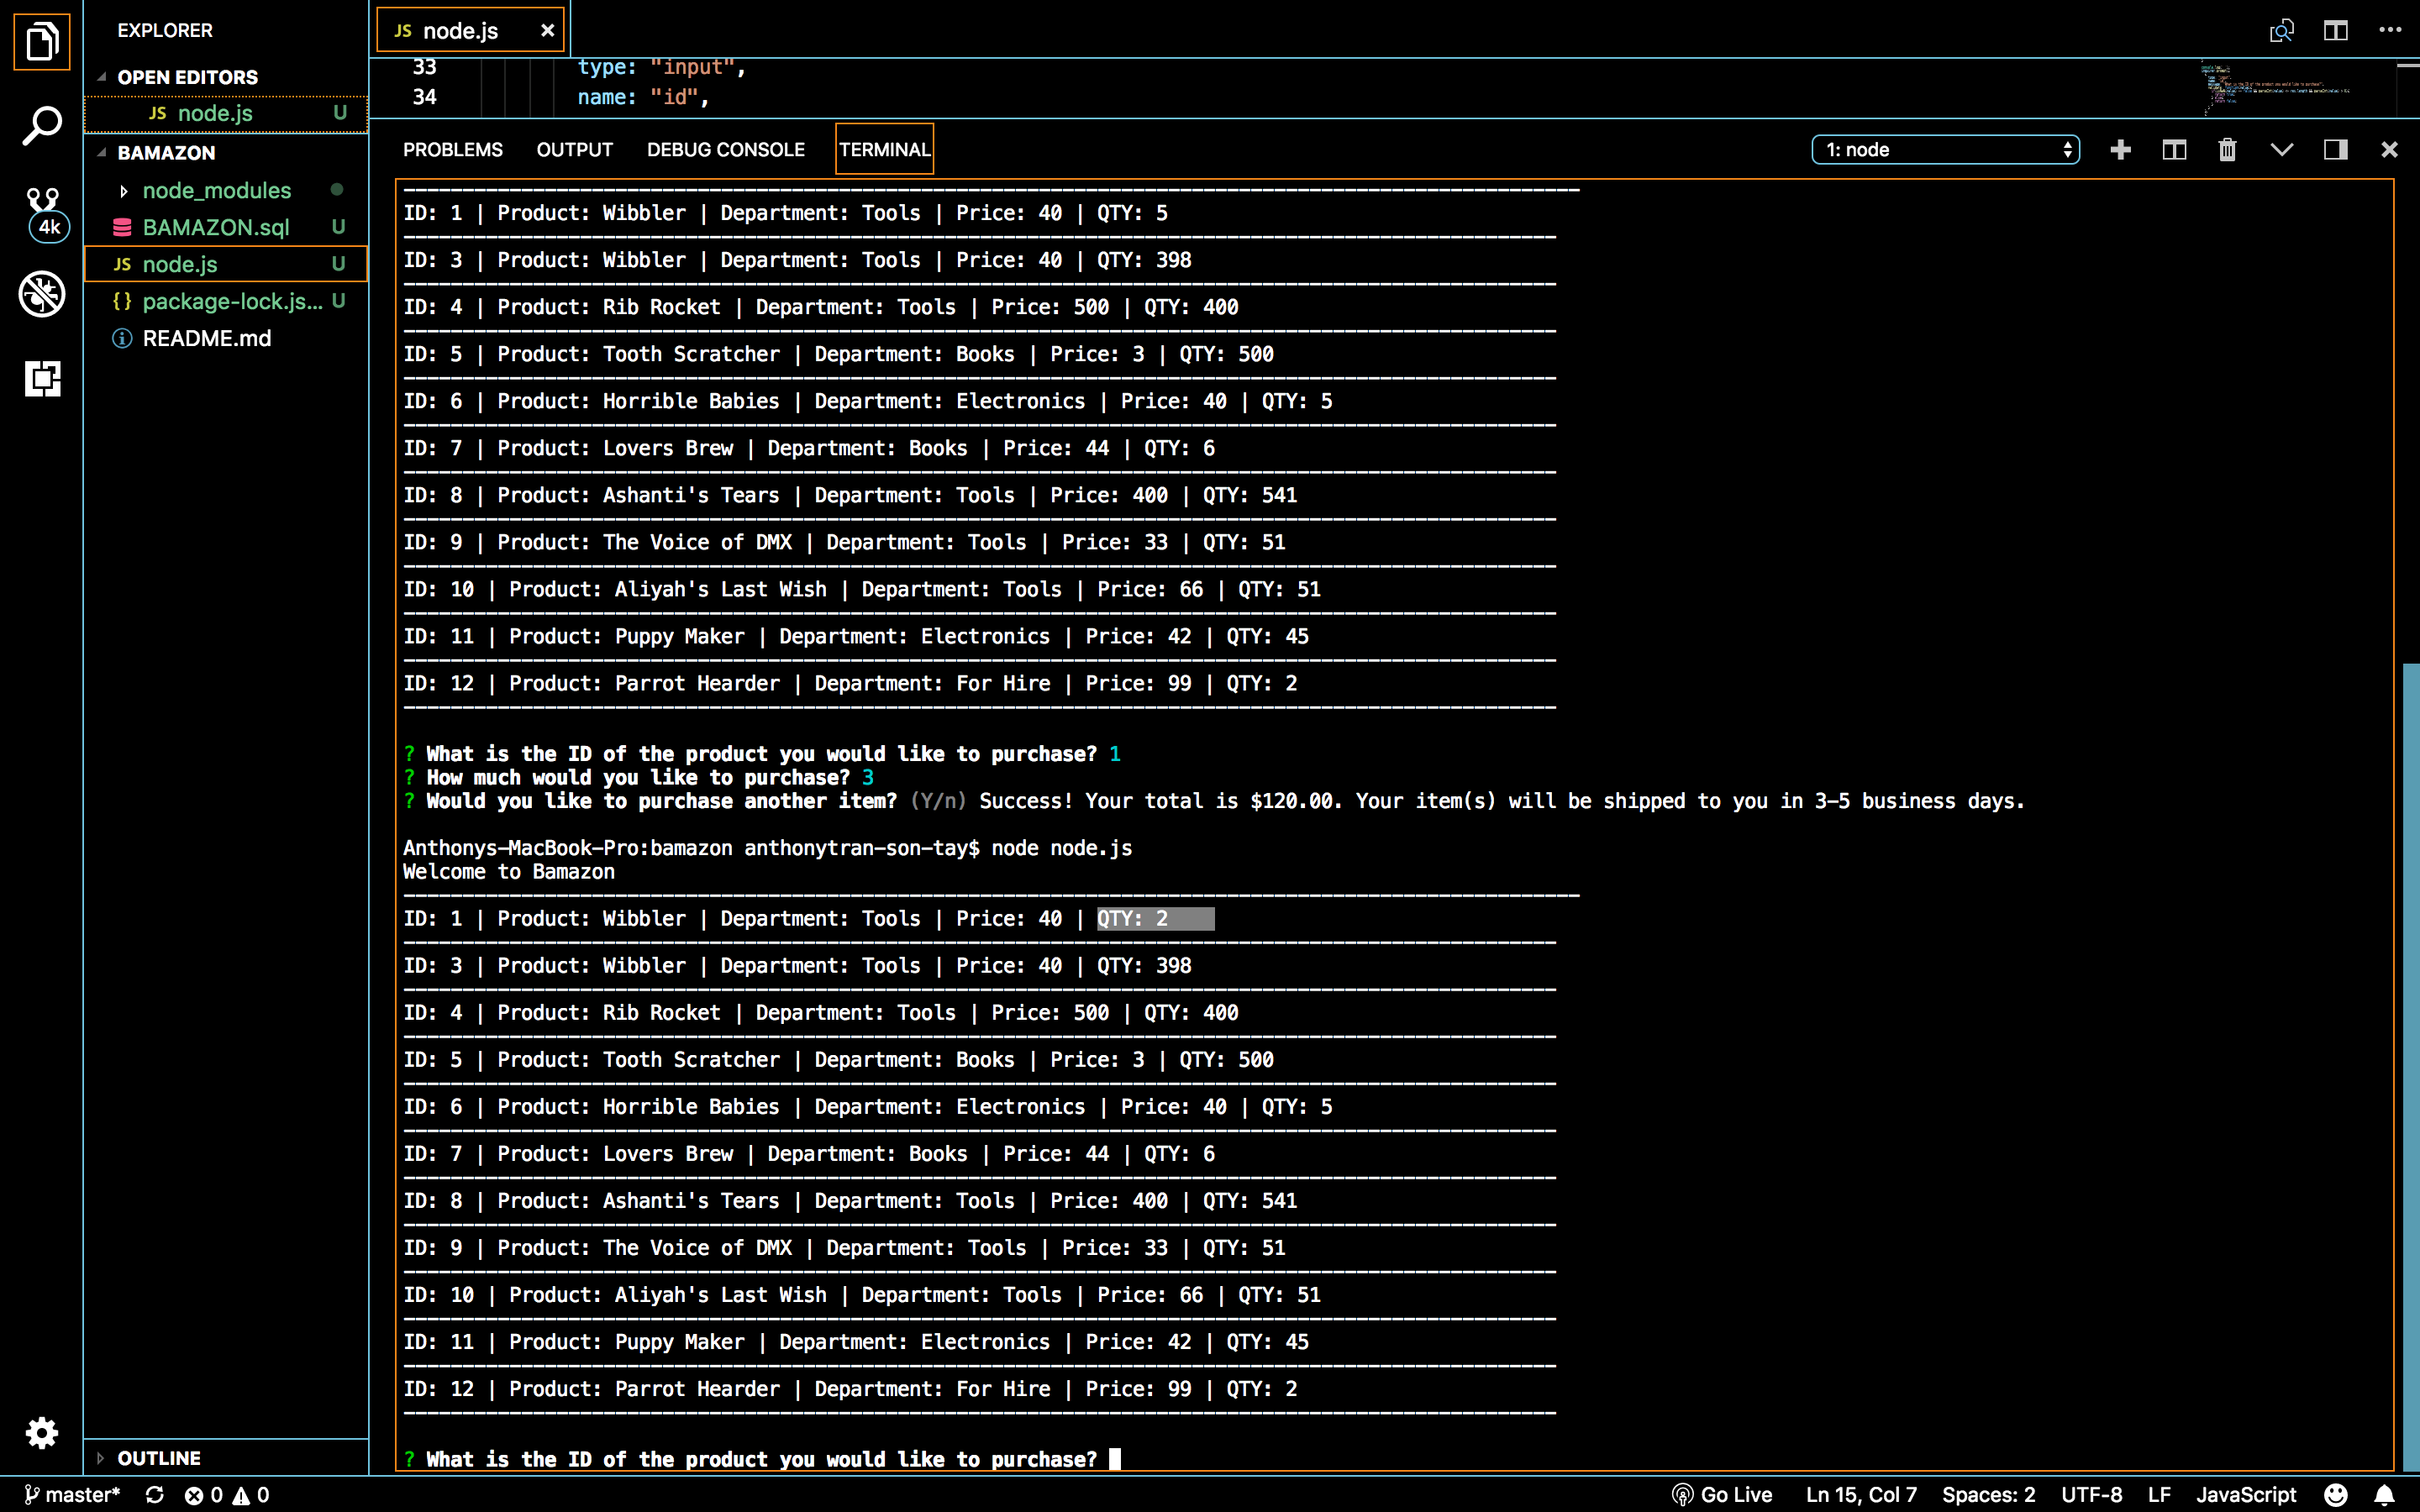 EXPLORER
OPEN EDITORS
JS node.js U
BAMAZON
node_modules
BAMAZON.sql U
JS node.js U
{} package-lock.js... U
README.md
OUTLINE
4k
JS node.js ×
33 type: "input",
34 name: "id",
PROBLEMS OUTPUT DEBUG CONSOLE TERMINAL 1: node
ID: 1 | Product: Wibbler | Department: Tools | Price: 40 | QTY: 5
ID: 3 | Product: Wibbler | Department: Tools | Price: 40 | QTY: 398
ID: 4 | Product: Rib Rocket | Department: Tools | Price: 500 | QTY: 400
ID: 5 | Product: Tooth Scratcher | Department: Books | Price: 3 | QTY: 500
ID: 6 | Product: Horrible Babies | Department: Electronics | Price: 40 | QTY: 5
ID: 7 | Product: Lovers Brew | Department: Books | Price: 44 | QTY: 6
ID: 8 | Product: Ashanti's Tears | Department: Tools | Price: 400 | QTY: 541
ID: 9 | Product: The Voice of DMX | Department: Tools | Price: 33 | QTY: 51
ID: 10 | Product: Aliyah's Last Wish | Department: Tools | Price: 66 | QTY: 51
ID: 11 | Product: Puppy Maker | Department: Electronics | Price: 42 | QTY: 45
ID: 12 | Product: Parrot Hearder | Department: For Hire | Price: 99 | QTY: 2
? What is the ID of the product you would like to purchase? 1
? How much would you like to purchase? 3
? Would you like to purchase another item? (Y/n) Success! Your total is $120.00. Your item(s) will be shipped to you in 3-5 business days.
Anthonys-MacBook-Pro:bamazon anthonytran-son-tay$ node node.js
Welcome to Bamazon
ID: 1 | Product: Wibbler | Department: Tools | Price: 40 | QTY: 2
ID: 3 | Product: Wibbler | Department: Tools | Price: 40 | QTY: 398
ID: 4 | Product: Rib Rocket | Department: Tools | Price: 500 | QTY: 400
ID: 5 | Product: Tooth Scratcher | Department: Books | Price: 3 | QTY: 500
ID: 6 | Product: Horrible Babies | Department: Electronics | Price: 40 | QTY: 5
ID: 7 | Product: Lovers Brew | Department: Books | Price: 44 | QTY: 6
ID: 8 | Product: Ashanti's Tears | Department: Tools | Price: 400 | QTY: 541
ID: 9 | Product: The Voice of DMX | Department: Tools | Price: 33 | QTY: 51
ID: 10 | Product: Aliyah's Last Wish | Department: Tools | Price: 66 | QTY: 51
ID: 11 | Product: Puppy Maker | Department: Electronics | Price: 42 | QTY: 45
ID: 12 | Product: Parrot Hearder | Department: For Hire | Price: 99 | QTY: 2
? What is the ID of the product you would like to purchase?
master* 0 0 Go Live Ln 15, Col 7 Spaces: 2 UTF-8 LF JavaScript